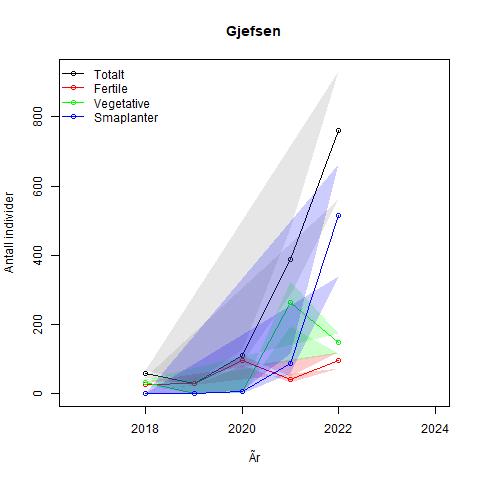 Gjefsen
Totalt
Fertile
Vegetative
Smaplanter
Antall individer
0
200
400
600
800
2018
2020
2022
2024
Ãr